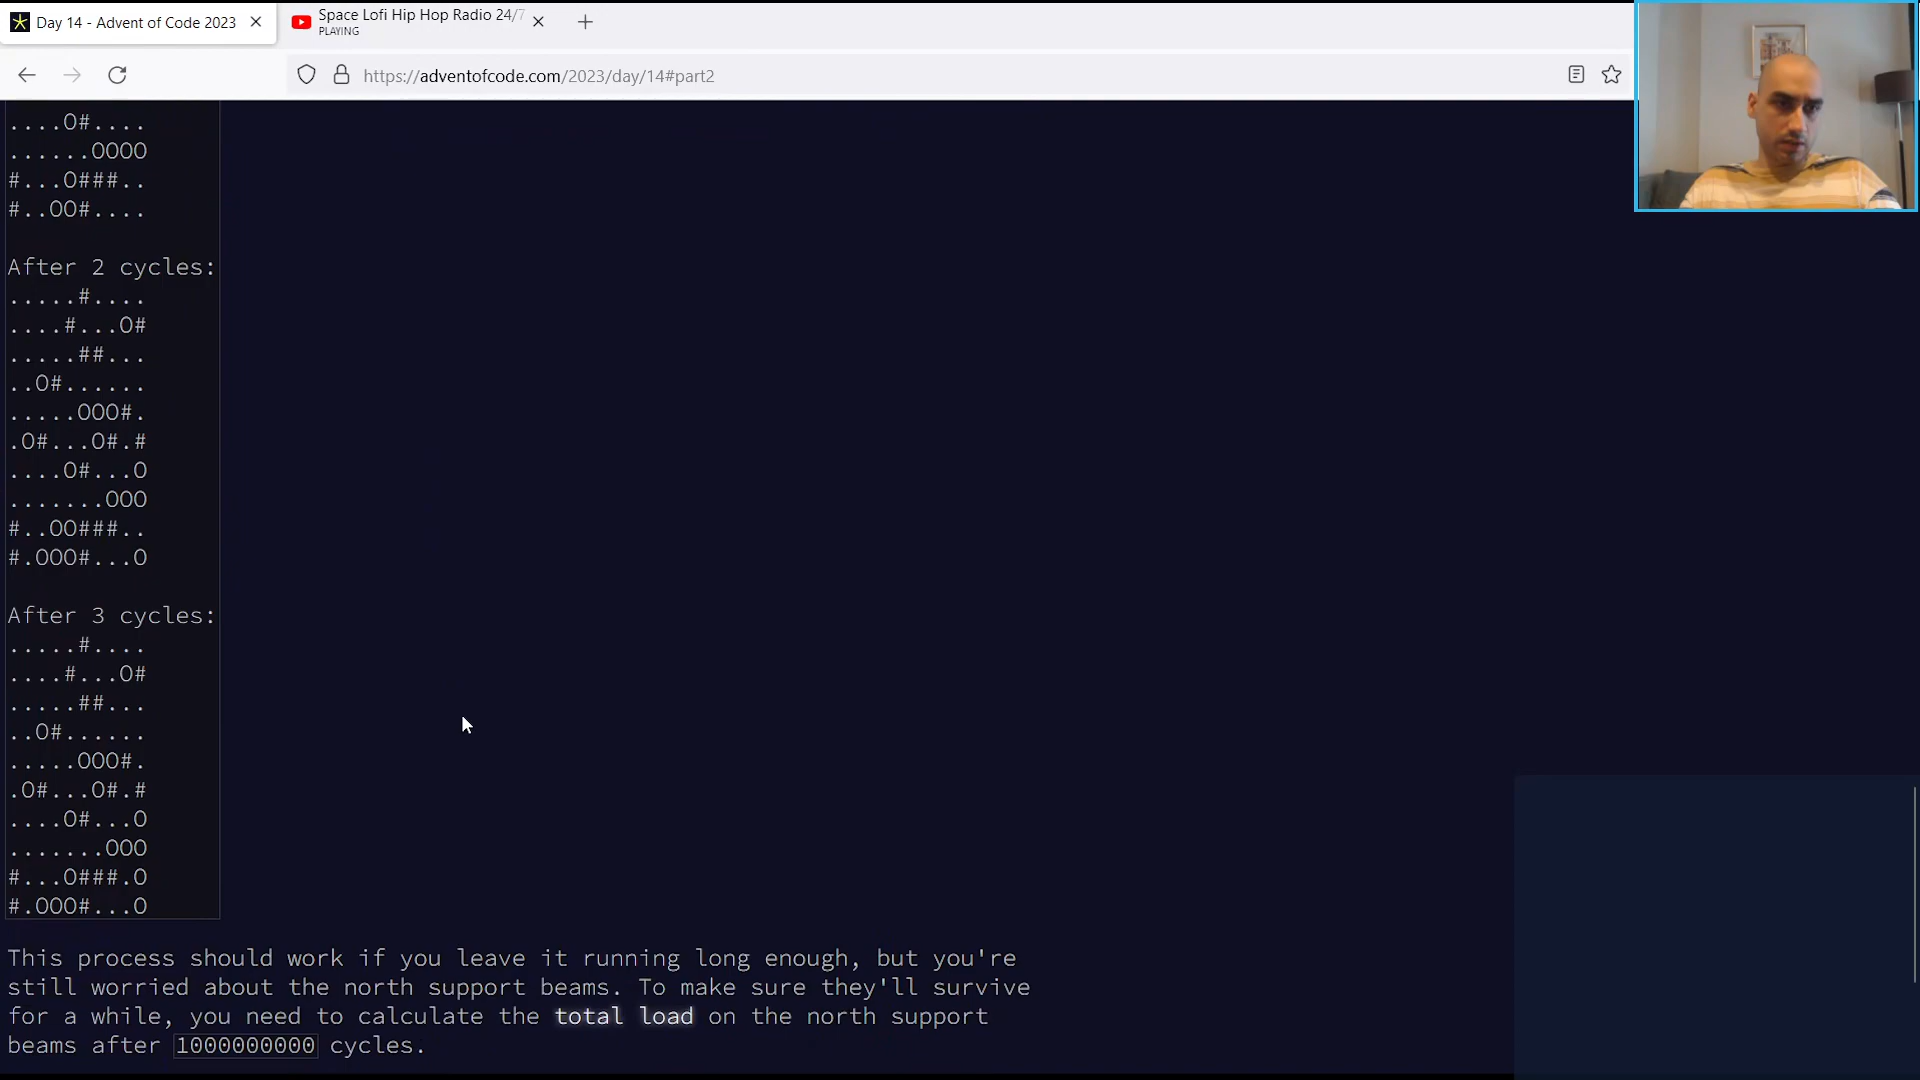 Day 14 - Advent of Code 2023
Space Lofi Hip Hop Radio 24/7
PLAYING
https://adventofcode.com/2023/day/14#part2
....O#....
......OOOO
#...O###..
#..OO#....
After 2 cycles:
.....#....
....#...O#
.....##...
..O#......
.....OOO#.
.O#...O#.#
....O#...O
.......OOO
#..OO###..
#.OOO#...O
After 3 cycles:
.....#....
....#...O#
.....##...
..O#......
.....OOO#.
.O#...O#.#
....O#...O
.......OOO
#...O###.O
#.OOO#...O
This process should work if you leave it running long enough, but you're
still worried about the north support beams. To make sure they'll survive
for a while, you need to calculate the total load on the north support
beams after 1000000000 cycles.